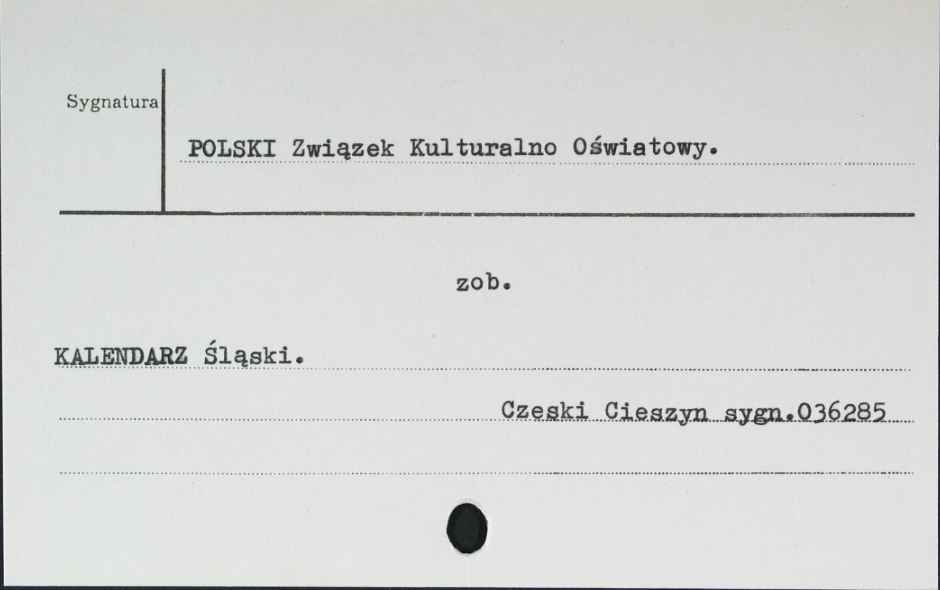 Sygnatura
POLSKI Związek Kulturalno Oświatowy.
zob.
KALENDARZ Śląski.
Czeski Cieszyn sygn.036285